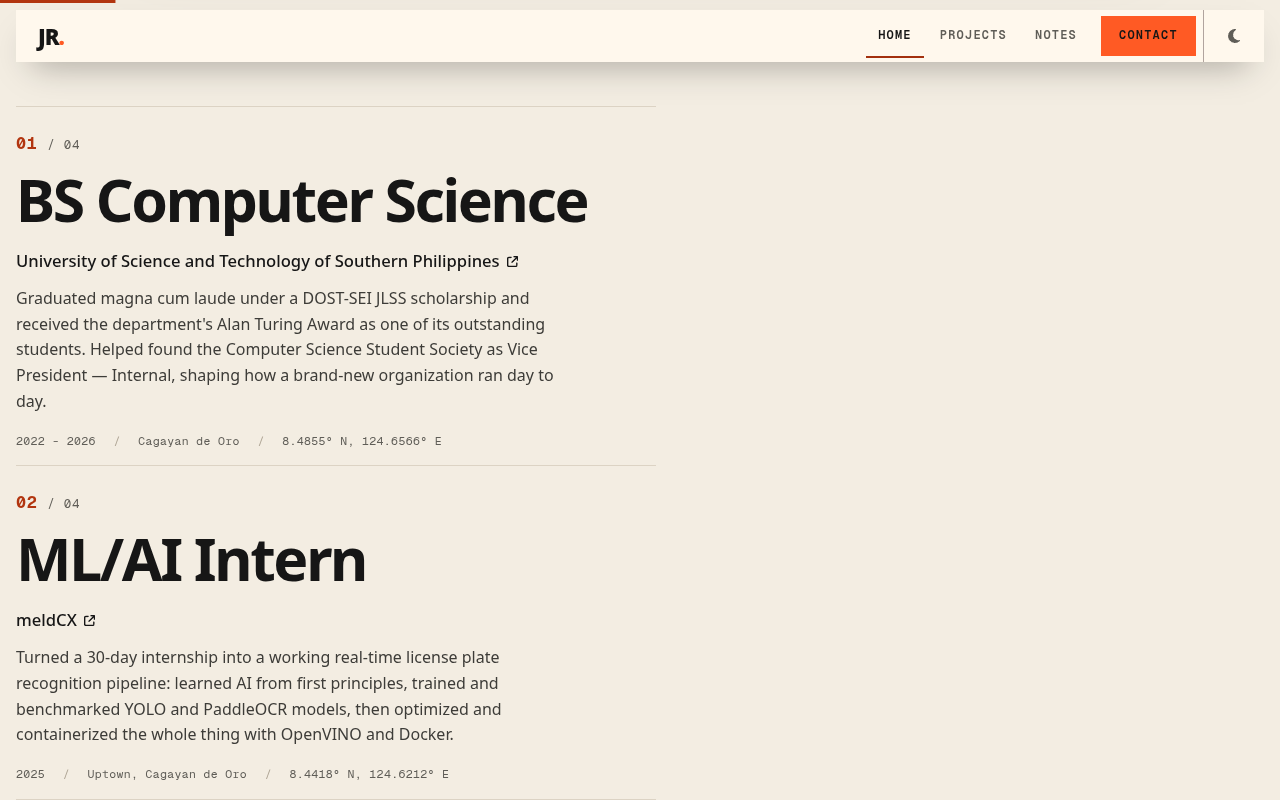 JR.
HOME PROJECTS NOTES CONTACT
01 / 04
BS Computer Science
University of Science and Technology of Southern Philippines
Graduated magna cum laude under a DOST-SEI JLSS scholarship and
received the department's Alan Turing Award as one of its outstanding
students. Helped found the Computer Science Student Society as Vice
President — Internal, shaping how a brand-new organization ran day to
day.
2022 – 2026 / Cagayan de Oro / 8.4855° N, 124.6566° E
02 / 04
ML/AI Intern
meldCX
Turned a 30-day internship into a working real-time license plate
recognition pipeline: learned AI from first principles, trained and
benchmarked YOLO and PaddleOCR models, then optimized and
containerized the whole thing with OpenVINO and Docker.
2025 / Uptown, Cagayan de Oro / 8.4418° N, 124.6212° E